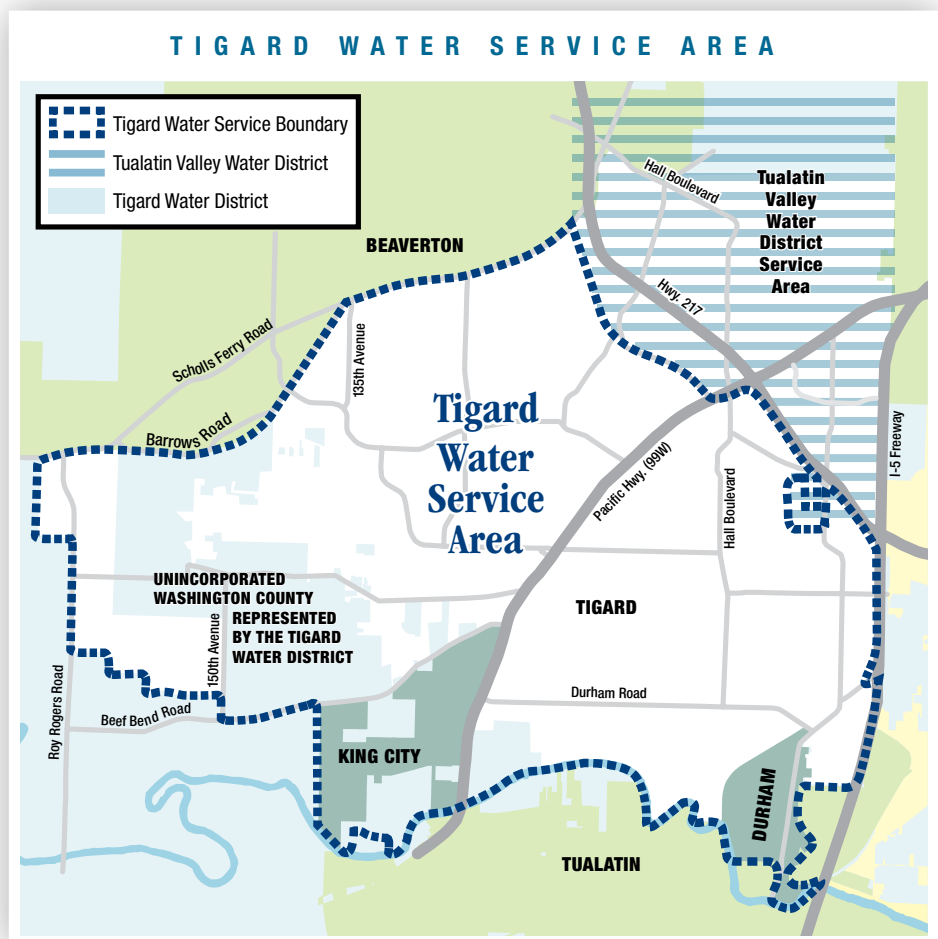 TIGARD WATER SERVICE AREA
Tigard Water Service Boundary
Tualatin Valley Water District
Tigard Water District
Hall Boulevard
Tualatin
Valley
Water
District
Service
Area
BEAVERTON
Hwy. 217
Scholls Ferry Road
135th Avenue
Barrows Road
Tigard
Water
Service
Area
Pacific Hwy. (99W)
I-5 Freeway
Hall Boulevard
UNINCORPORATED
WASHINGTON COUNTY
REPRESENTED
BY THE TIGARD
WATER DISTRICT
150th Avenue
TIGARD
Roy Rogers Road
Beef Bend Road
Durham Road
KING CITY
DURHAM
TUALATIN